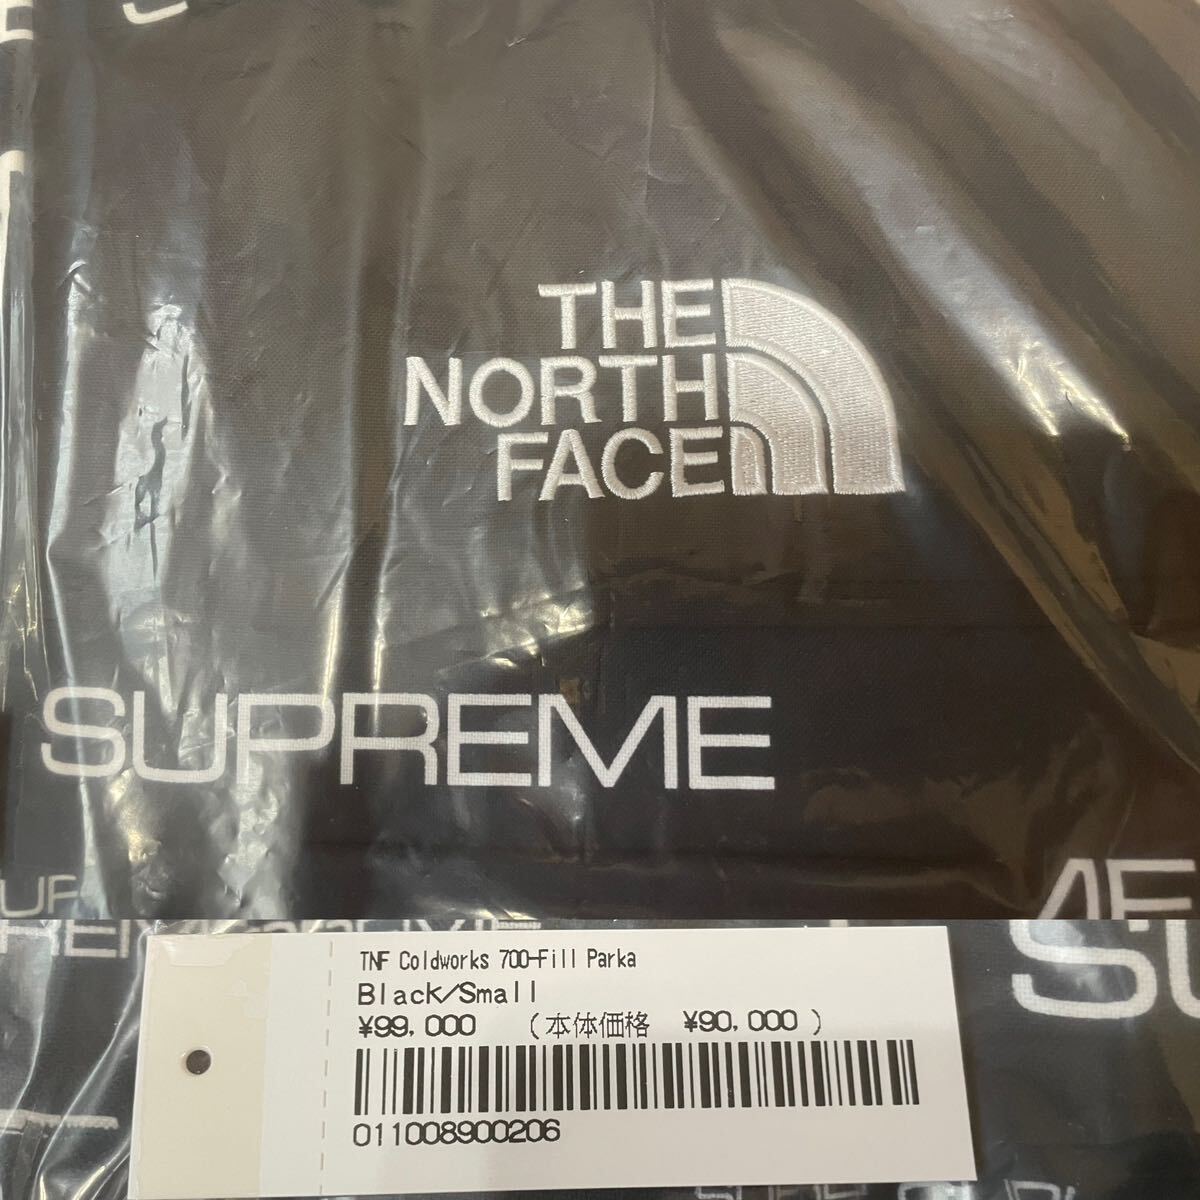 THE
NORTH
FACE
SUPREME
TNF Coldworks 700-Fill Parka
Black/Small
¥99,000 (本体価格 ¥90,000)
011008900206